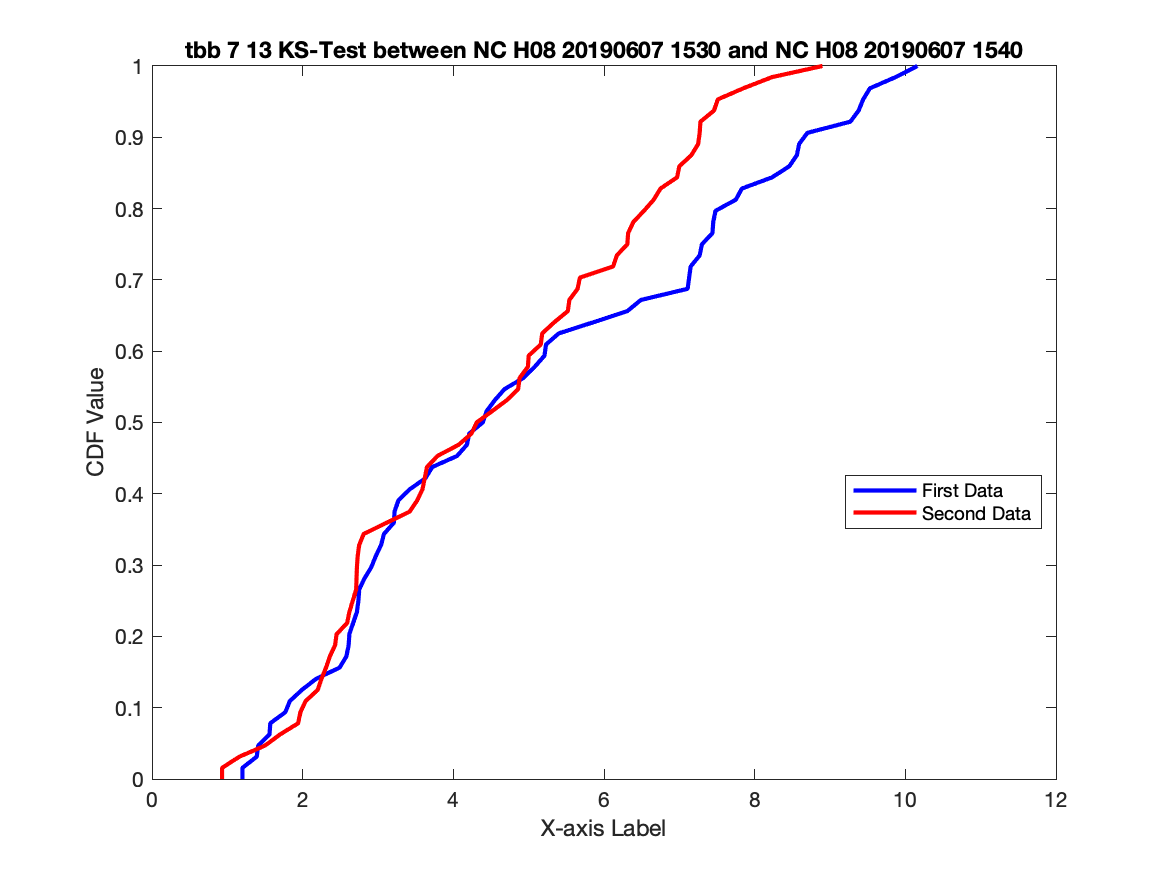 tbb 7 13 KS-Test between NC H08 20190607 1530 and NC H08 20190607 1540
1
0.9
0.8
0.7
0.6
0.5
0.4
0.3
0.2
0.1
0
CDF Value
First Data
Second Data
0 2 4 6 8 10 12
X-axis Label